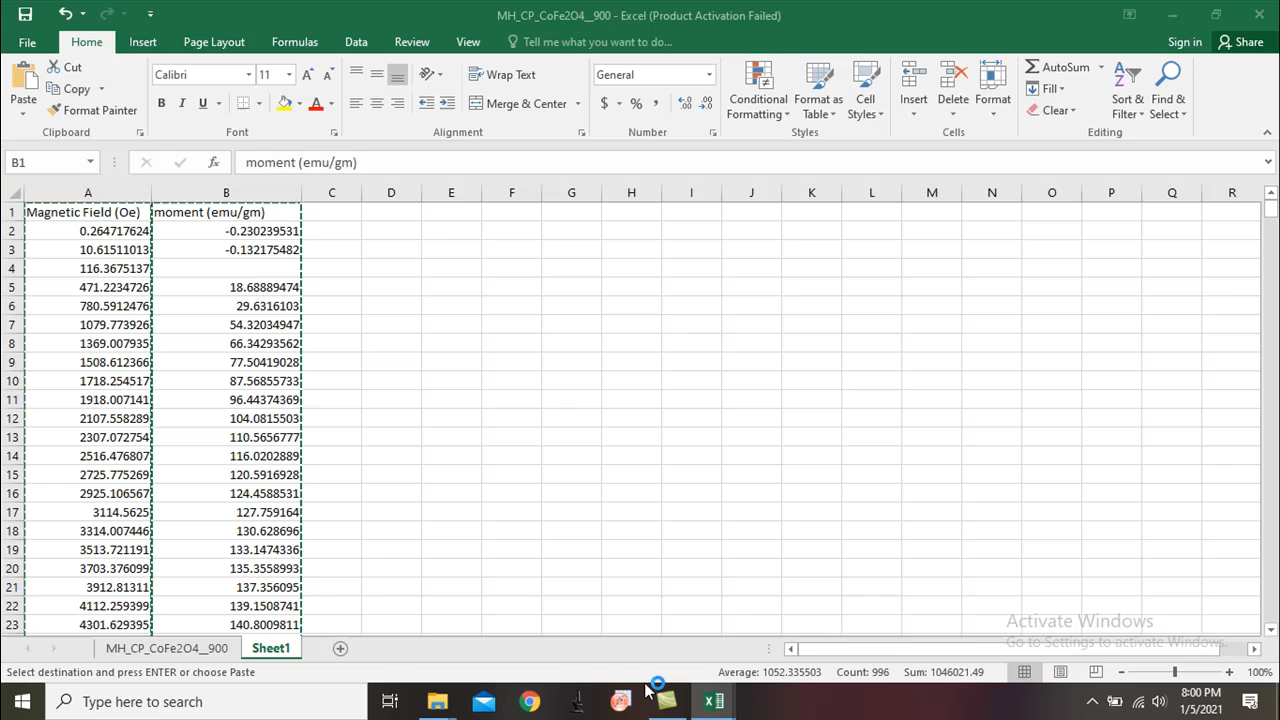 MH_CP_CoFe2O4__900 - Excel (Product Activation Failed)
File Home Insert Page Layout Formulas Data Review View Tell me what you want to do... Sign in Share
Cut
Copy
Format Painter
Paste
Clipboard
Calibri 11
B I U
Font
Wrap Text
Merge & Center
Alignment
General
$ % ,
Number
Conditional Formatting
Format as Table
Cell Styles
Styles
Insert Delete Format
Cells
AutoSum
Fill
Clear
Sort & Filter
Find & Select
Editing
B1 fx moment (emu/gm)
A B C D E F G H I J K L M N O P Q R
1 Magnetic Field (Oe) moment (emu/gm)
2 0.264717624 -0.230239531
3 10.61511013 -0.132175482
4 116.3675137
5 471.2234726 18.68889474
6 780.5912476 29.6316103
7 1079.773926 54.32034947
8 1369.007935 66.34293562
9 1508.612366 77.50419028
10 1718.254517 87.56855733
11 1918.007141 96.44374369
12 2107.558289 104.0815503
13 2307.072754 110.5656777
14 2516.476807 116.0202889
15 2725.775269 120.5916928
16 2925.106567 124.4588531
17 3114.5625 127.759164
18 3314.007446 130.628696
19 3513.721191 133.1474336
20 3703.376099 135.3558993
21 3912.81311 137.356095
22 4112.259399 139.1508741
23 4301.629395 140.8009811
Activate Windows
Go to Settings to activate Windows.
MH_CP_CoFe2O4__900 Sheet1
Select destination and press ENTER or choose Paste Average: 1052.335503 Count: 996 Sum: 1046021.49 100%
Type here to search
8:00 PM
1/5/2021